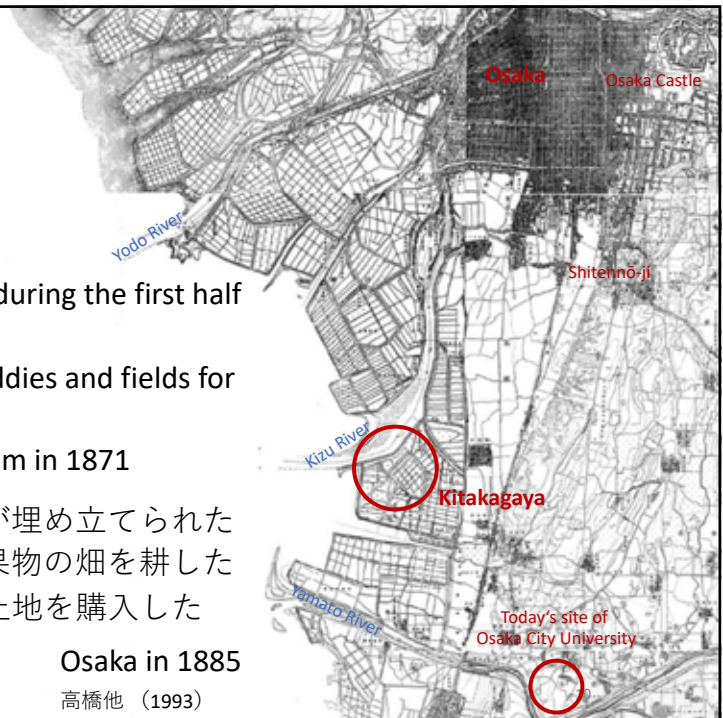 Osaka
Osaka Castle
Yodo River
Shitennō-ji
during the first half
ddies and fields for
Kizu River
m in 1871
Kitakagaya
が埋め立てられた
果物の畑を耕した
土地を購入した
Yamato River
Today's site of
Osaka City University
Osaka in 1885
高橋他 （1993）